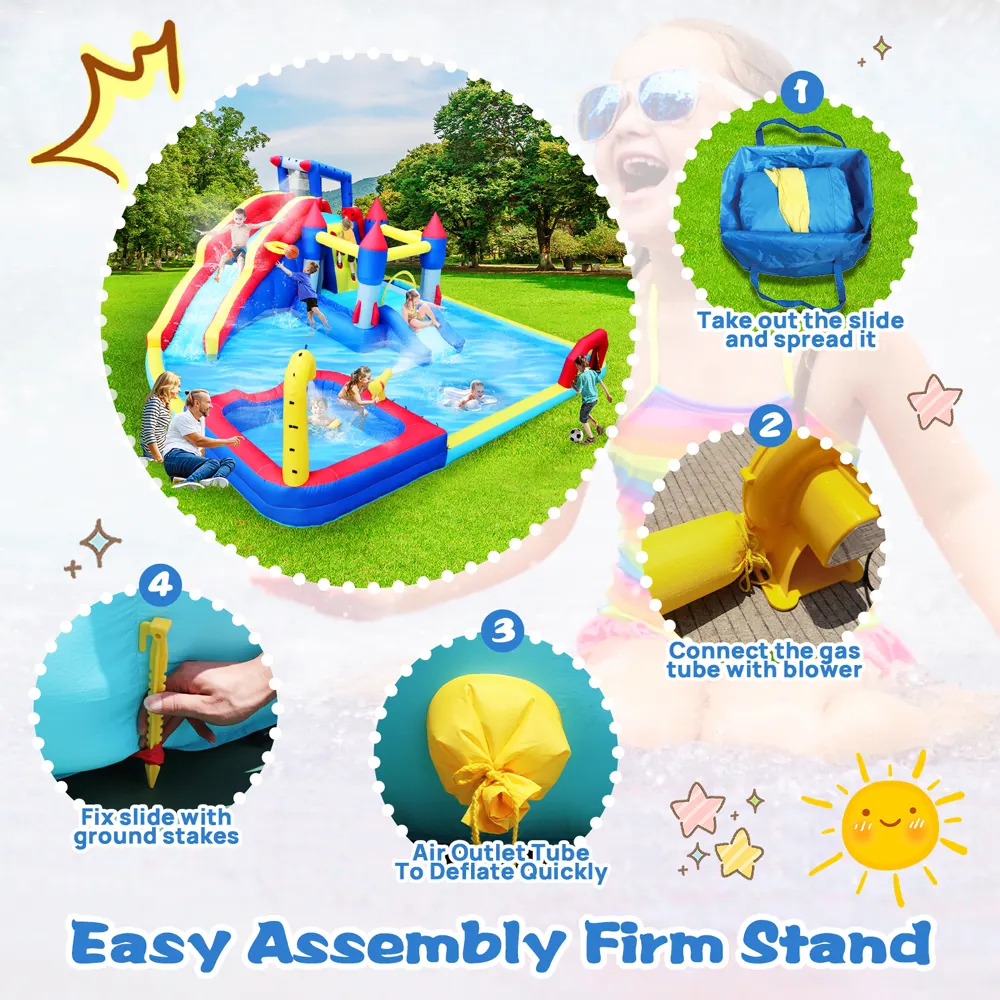 1
Take out the slide
and spread it
2
Connect the gas
tube with blower
3
Air Outlet Tube
To Deflate Quickly
4
Fix slide with
ground stakes
Easy Assembly Firm Stand